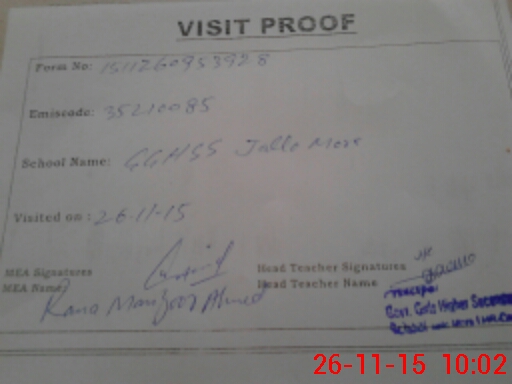 VISIT PROOF
Form No: 1511260953928
Emiscode: 35210085
School Name: GGHSS Jallo More
Visited on : 26-11-15
MEA Signatures
Head Teacher Signatures
MEA Name Rana Manzoor Ahmed
Head Teacher Name
Govt. Girls Higher Secondary
School
26-11-15 10:02